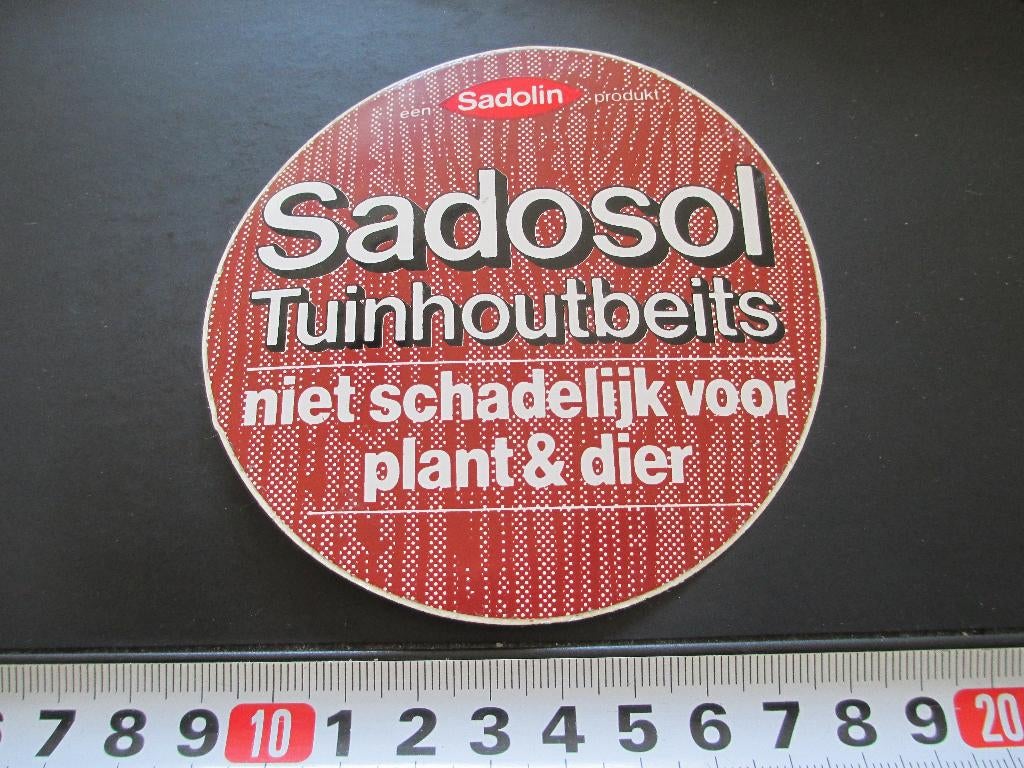 een Sadolin produkt
Sadosol
Tuinhoutbeits
niet schadelijk voor
plant & dier
7 8 9 10 1 2 3 4 5 6 7 8 9 20